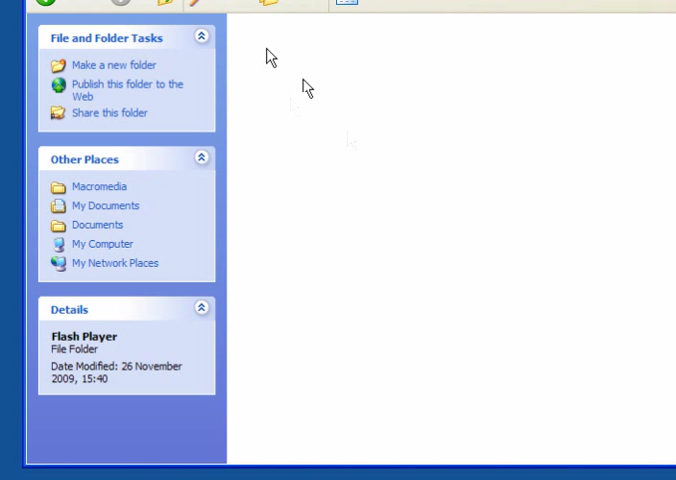 File and Folder Tasks
Make a new folder
Publish this folder to the
Web
Share this folder
Other Places
Macromedia
My Documents
Documents
My Computer
My Network Places
Details
Flash Player
File Folder
Date Modified: 26 November
2009, 15:40